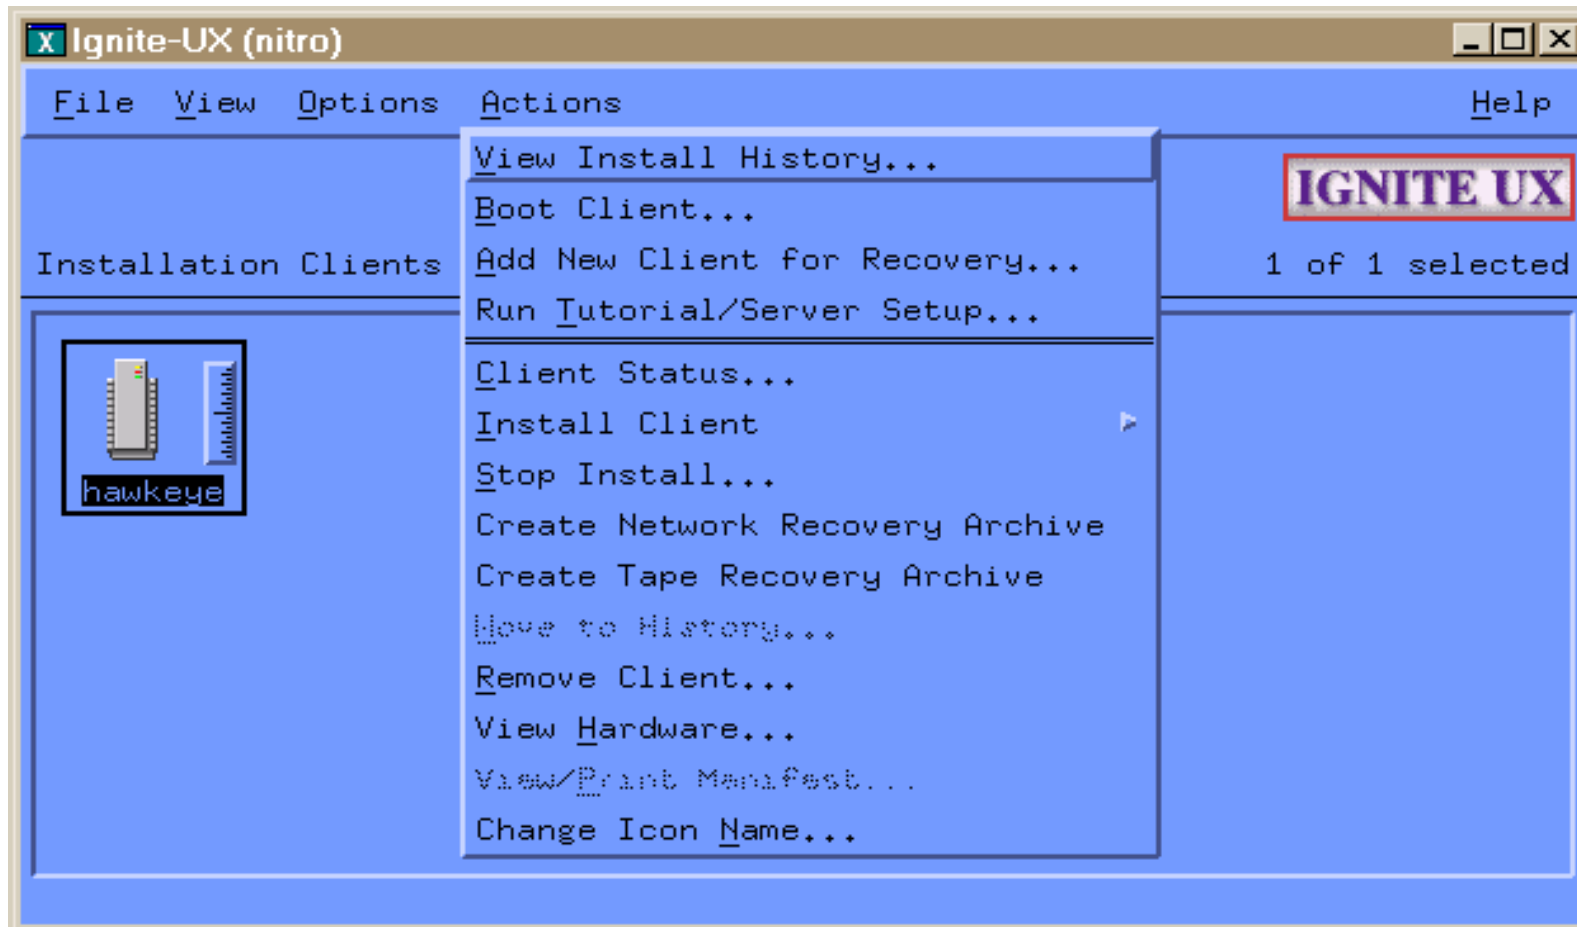 Ignite-UX (nitro)
File View Options Actions Help
View Install History...
IGNITE UX
Boot Client...
Installation Clients
Add New Client for Recovery...
1 of 1 selected
Run Tutorial/Server Setup...
Client Status...
Install Client
Stop Install...
hawkeye
Create Network Recovery Archive
Create Tape Recovery Archive
Move to History...
Remove Client...
View Hardware...
View/Print Manifest...
Change Icon Name...